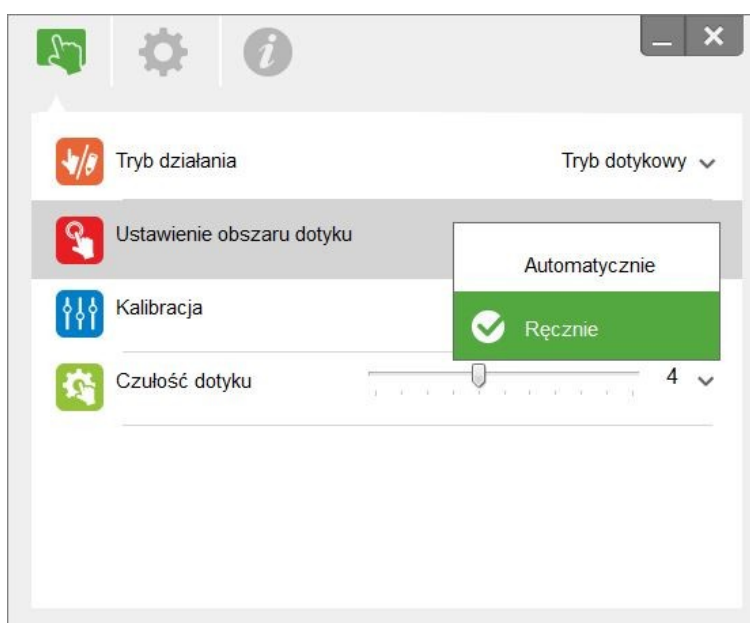 Tryb działania
Tryb dotykowy
Ustawienie obszaru dotyku
Automatycznie
Kalibracja
Ręcznie
Czułość dotyku
4